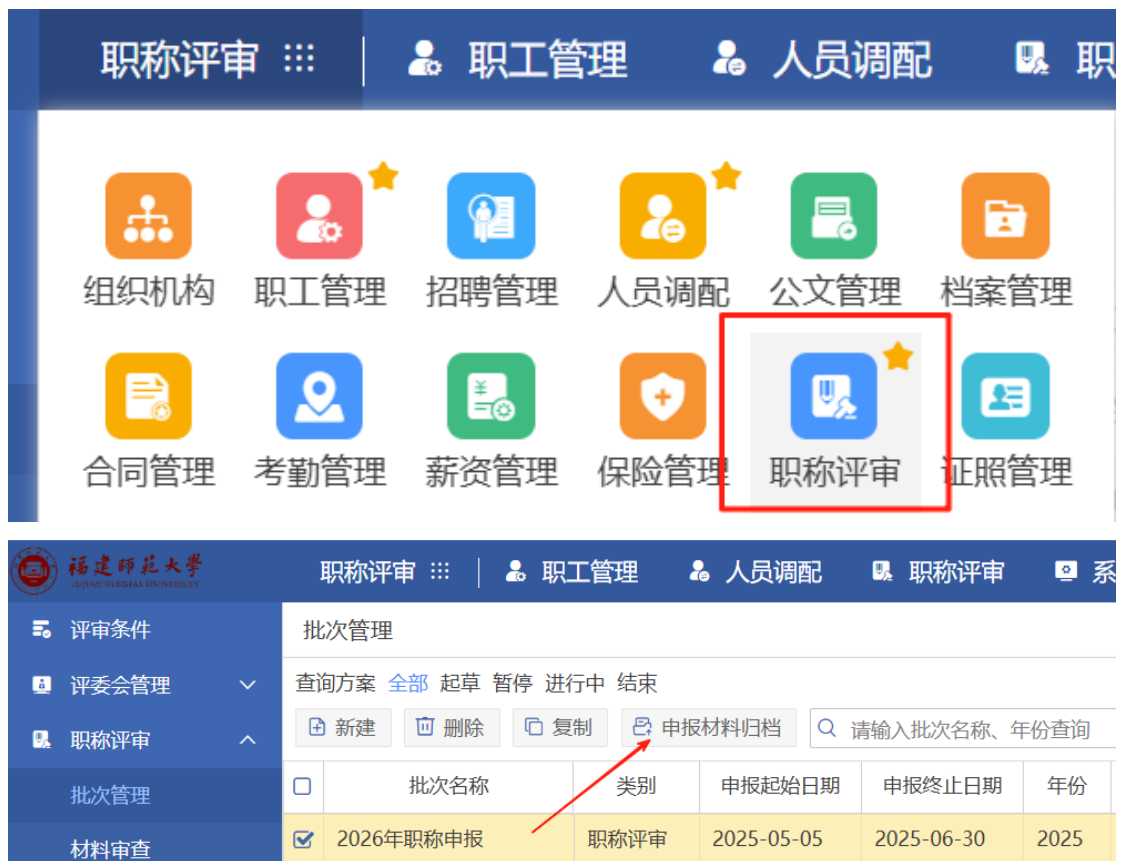 职称评审 职工管理 人员调配 职
组织机构 职工管理 招聘管理 人员调配 公文管理 档案管理
合同管理 考勤管理 薪资管理 保险管理 职称评审 证照管理
福建师范大学 职称评审 职工管理 人员调配 职称评审 系
FUJIAN NORMAL UNIVERSITY
评审条件
批次管理
评委会管理
查询方案 全部 起草 暂停 进行中 结束
职称评审
新建 删除 复制 申报材料归档 请输入批次名称、年份查询
批次管理
批次名称 类别 申报起始日期 申报终止日期 年份
材料审查
2026年职称申报 职称评审 2025-05-05 2025-06-30 2025